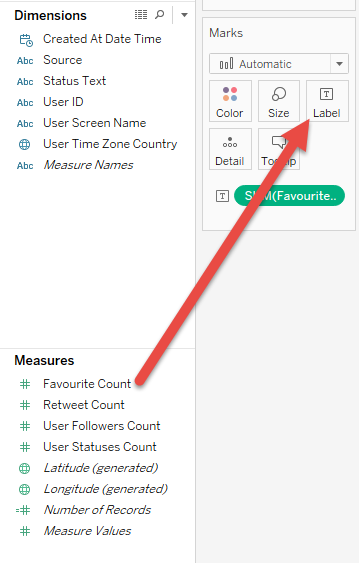 Dimensions
Created At Date Time
Abc Source
Abc Status Text
Abc User ID
Abc User Screen Name
User Time Zone Country
Abc Measure Names
Measures
Favourite Count
Retweet Count
User Followers Count
User Statuses Count
Latitude (generated)
Longitude (generated)
Number of Records
Measure Values
Marks
Automatic
Color Size Label
Detail
SUM(Favourite..